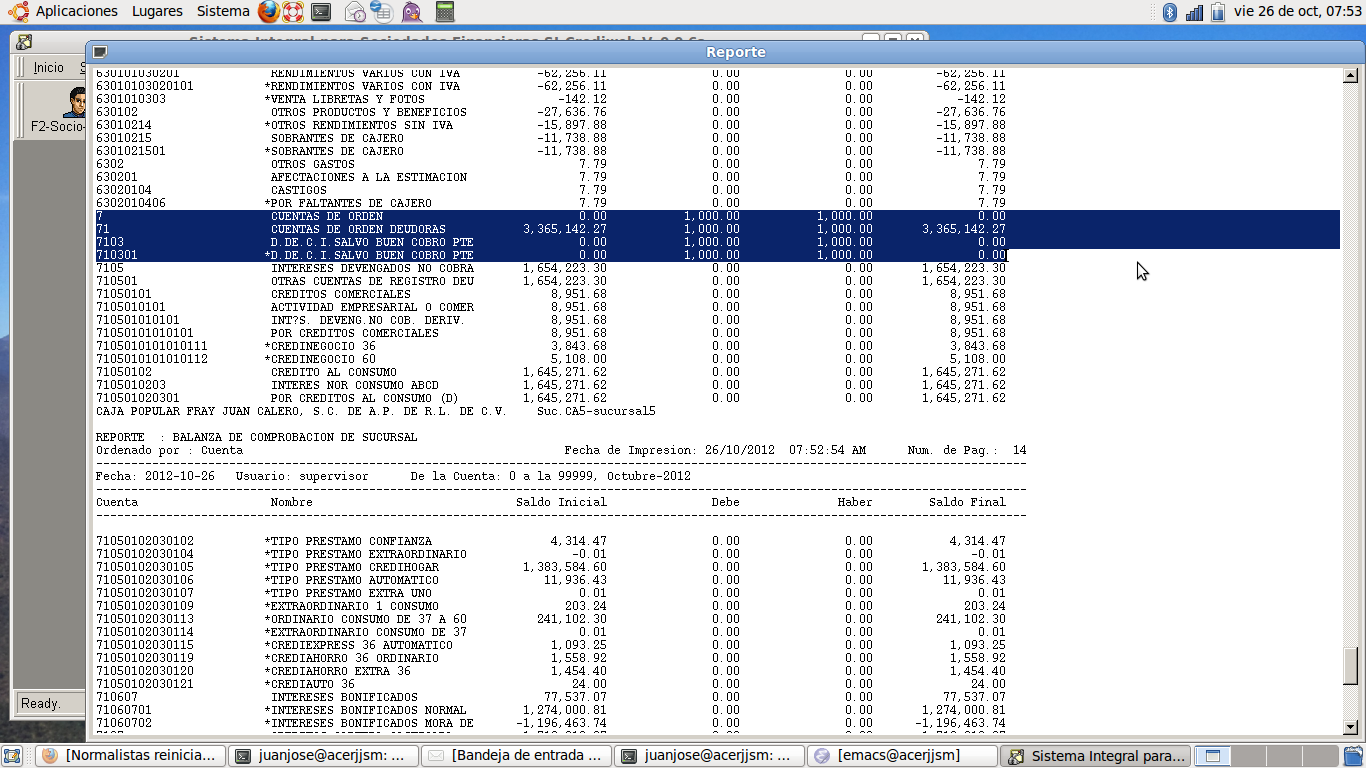 Aplicaciones Lugares Sistema vie 26 de oct, 07:53
Reporte
Inicio
F2-Socio-
630101030201 RENDIMIENTOS VARIOS CON IVA -62,256.11 0.00 0.00 -62,256.11
63010103020101 *RENDIMIENTOS VARIOS CON IVA -62,256.11 0.00 0.00 -62,256.11
6301010303 *VENTA LIBRETAS Y FOTOS -142.12 0.00 0.00 -142.12
630102 OTROS PRODUCTOS Y BENEFICIOS -27,636.76 0.00 0.00 -27,636.76
63010214 *OTROS RENDIMIENTOS SIN IVA -15,897.88 0.00 0.00 -15,897.88
63010215 SOBRANTES DE CAJERO -11,738.88 0.00 0.00 -11,738.88
6301021501 *SOBRANTES DE CAJERO -11,738.88 0.00 0.00 -11,738.88
6302 OTROS GASTOS 7.79 0.00 0.00 7.79
630201 AFECTACIONES A LA ESTIMACION 7.79 0.00 0.00 7.79
63020104 CASTIGOS 7.79 0.00 0.00 7.79
6302010406 *POR FALTANTES DE CAJERO 7.79 0.00 0.00 7.79
7 CUENTAS DE ORDEN 0.00 1,000.00 1,000.00 0.00
71 CUENTAS DE ORDEN DEUDORAS 3,365,142.27 1,000.00 1,000.00 3,365,142.27
7103 D.DE.C.I.SALVO BUEN COBRO PTE 0.00 1,000.00 1,000.00 0.00
710301 *D.DE.C.I.SALVO BUEN COBRO PTE 0.00 1,000.00 1,000.00 0.00
7105 INTERESES DEVENGADOS NO COBRA 1,654,223.30 0.00 0.00 1,654,223.30
710501 OTRAS CUENTAS DE REGISTRO DEU 1,654,223.30 0.00 0.00 1,654,223.30
71050101 CREDITOS COMERCIALES 8,951.68 0.00 0.00 8,951.68
7105010101 ACTIVIDAD EMPRESARIAL O COMER 8,951.68 0.00 0.00 8,951.68
710501010101 INT?S. DEVENG.NO COB. DERIV. 8,951.68 0.00 0.00 8,951.68
71050101010101 POR CREDITOS COMERCIALES 8,951.68 0.00 0.00 8,951.68
7105010101010111 *CREDINEGOCIO 36 3,843.68 0.00 0.00 3,843.68
7105010101010112 *CREDINEGOCIO 60 5,108.00 0.00 0.00 5,108.00
71050102 CREDITO AL CONSUMO 1,645,271.62 0.00 0.00 1,645,271.62
7105010203 INTERES NOR CONSUMO ABCD 1,645,271.62 0.00 0.00 1,645,271.62
710501020301 POR CREDITOS AL CONSUMO (D) 1,645,271.62 0.00 0.00 1,645,271.62
CAJA POPULAR FRAY JUAN CALERO, S.C. DE A.P. DE R.L. DE C.V. Suc.CA5-sucursal5
REPORTE : BALANZA DE COMPROBACION DE SUCURSAL
Ordenado por : Cuenta Fecha de Impresion: 26/10/2012 07:52:54 AM Num. de Pag.: 14
Fecha: 2012-10-26 Usuario: supervisor De la Cuenta: 0 a la 99999, Octubre-2012
Cuenta Nombre Saldo Inicial Debe Haber Saldo Final
71050102030102 *TIPO PRESTAMO CONFIANZA 4,314.47 0.00 0.00 4,314.47
71050102030104 *TIPO PRESTAMO EXTRAORDINARIO -0.01 0.00 0.00 -0.01
71050102030105 *TIPO PRESTAMO CREDIHOGAR 1,383,584.60 0.00 0.00 1,383,584.60
71050102030106 *TIPO PRESTAMO AUTOMATICO 11,936.43 0.00 0.00 11,936.43
71050102030107 *TIPO PRESTAMO EXTRA UNO 0.01 0.00 0.00 0.01
71050102030109 *EXTRAORDINARIO 1 CONSUMO 203.24 0.00 0.00 203.24
71050102030113 *ORDINARIO CONSUMO DE 37 A 60 241,102.30 0.00 0.00 241,102.30
71050102030114 *EXTRAORDINARIO CONSUMO DE 37 0.01 0.00 0.00 0.01
71050102030115 *CREDIEXPRESS 36 AUTOMATICO 1,093.25 0.00 0.00 1,093.25
71050102030119 *CREDIAHORRO 36 ORDINARIO 1,558.92 0.00 0.00 1,558.92
71050102030120 *CREDIAHORRO EXTRA 36 1,454.40 0.00 0.00 1,454.40
71050102030121 *CREDIAUTO 36 24.00 0.00 0.00 24.00
710607 INTERESES BONIFICADOS 77,537.07 0.00 0.00 77,537.07
71060701 *INTERESES BONIFICADOS NORMAL 1,274,000.81 0.00 0.00 1,274,000.81
71060702 *INTERESES BONIFICADOS MORA DE -1,196,463.74 0.00 0.00 -1,196,463.74
Ready.
[Normalistas reinicia... juanjose@acerjjsm: ... [Bandeja de entrada ... juanjose@acerjjsm: ... [emacs@acerjjsm] Sistema Integral para...